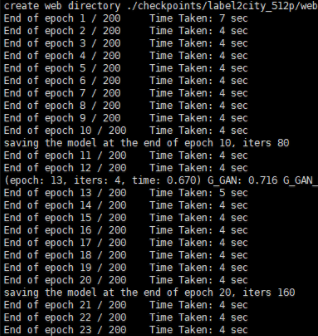 create web directory ./checkpoints/label2city_512p/web
End of epoch 1 / 200 Time Taken: 7 sec
End of epoch 2 / 200 Time Taken: 4 sec
End of epoch 3 / 200 Time Taken: 4 sec
End of epoch 4 / 200 Time Taken: 4 sec
End of epoch 5 / 200 Time Taken: 4 sec
End of epoch 6 / 200 Time Taken: 4 sec
End of epoch 7 / 200 Time Taken: 4 sec
End of epoch 8 / 200 Time Taken: 4 sec
End of epoch 9 / 200 Time Taken: 4 sec
End of epoch 10 / 200 Time Taken: 4 sec
saving the model at the end of epoch 10, iters 80
End of epoch 11 / 200 Time Taken: 4 sec
End of epoch 12 / 200 Time Taken: 4 sec
(epoch: 13, iters: 4, time: 0.670) G_GAN: 0.716 G_GAN_
End of epoch 13 / 200 Time Taken: 5 sec
End of epoch 14 / 200 Time Taken: 4 sec
End of epoch 15 / 200 Time Taken: 4 sec
End of epoch 16 / 200 Time Taken: 4 sec
End of epoch 17 / 200 Time Taken: 4 sec
End of epoch 18 / 200 Time Taken: 4 sec
End of epoch 19 / 200 Time Taken: 4 sec
End of epoch 20 / 200 Time Taken: 4 sec
saving the model at the end of epoch 20, iters 160
End of epoch 21 / 200 Time Taken: 4 sec
End of epoch 22 / 200 Time Taken: 4 sec
End of epoch 23 / 200 Time Taken: 4 sec